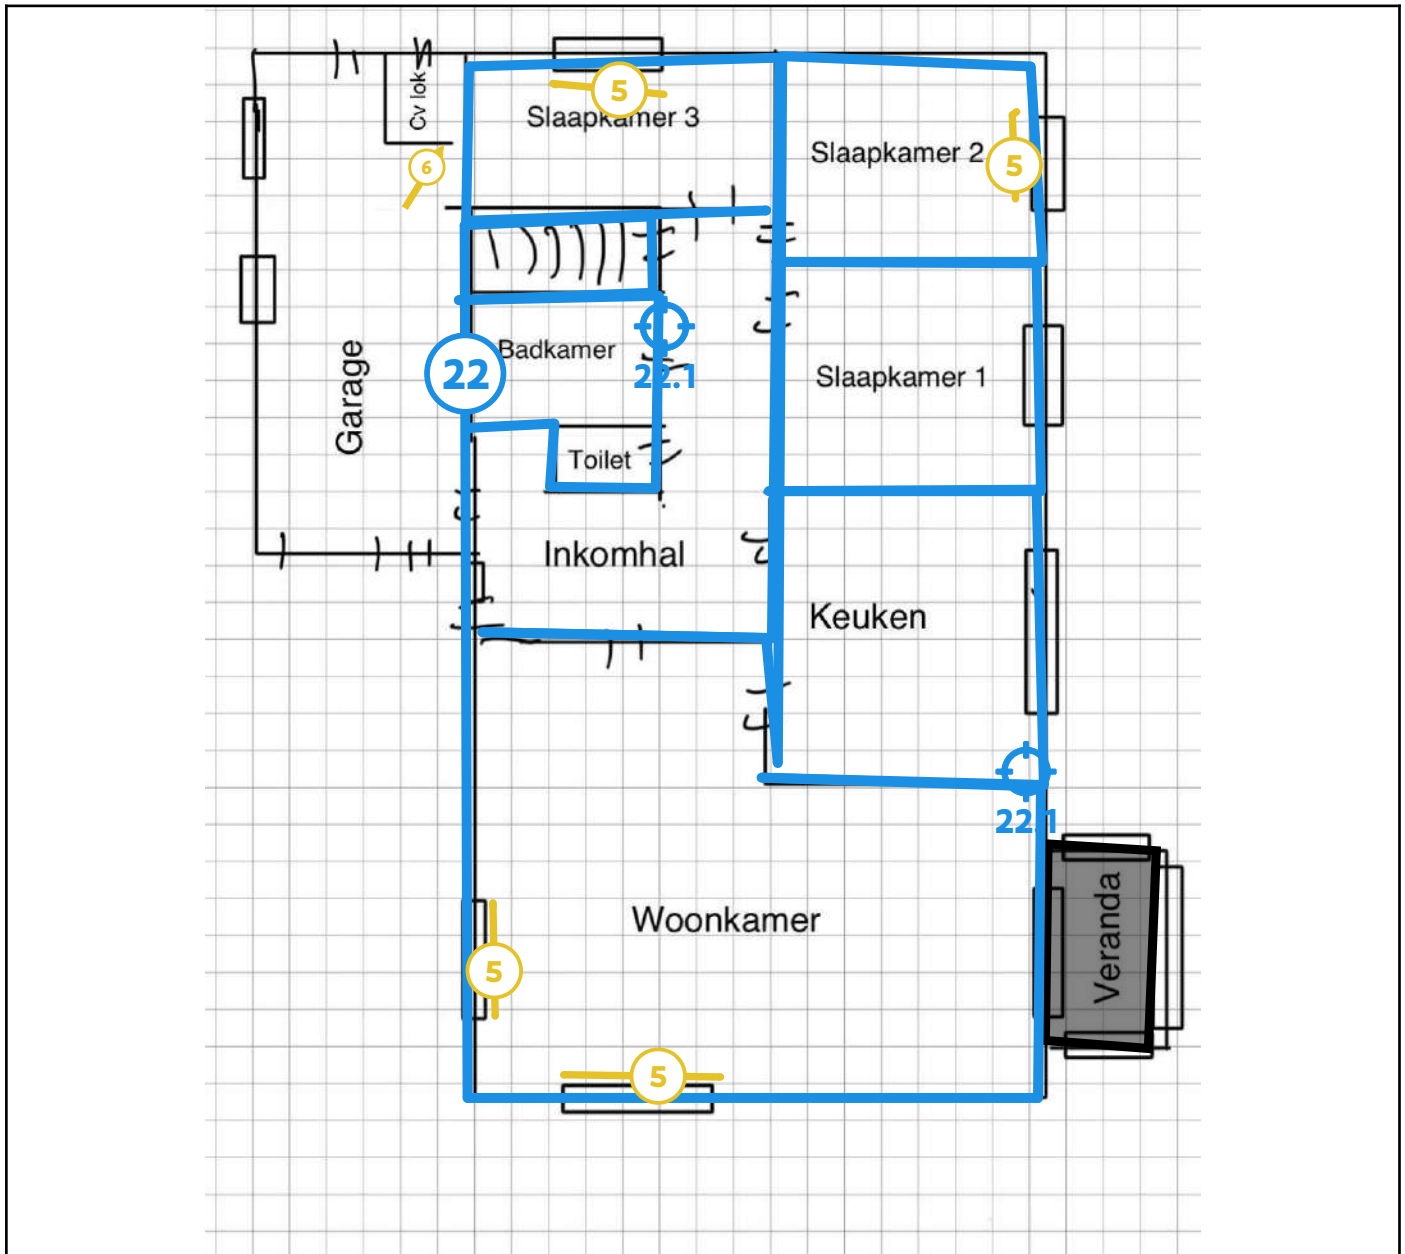 Cv lok
5
Slaapkamer 3
Slaapkamer 2
5
6
Badkamer
22
22.1
Slaapkamer 1
Garage
Toilet
Inkomhal
Keuken
22.1
Veranda
Woonkamer
5
5